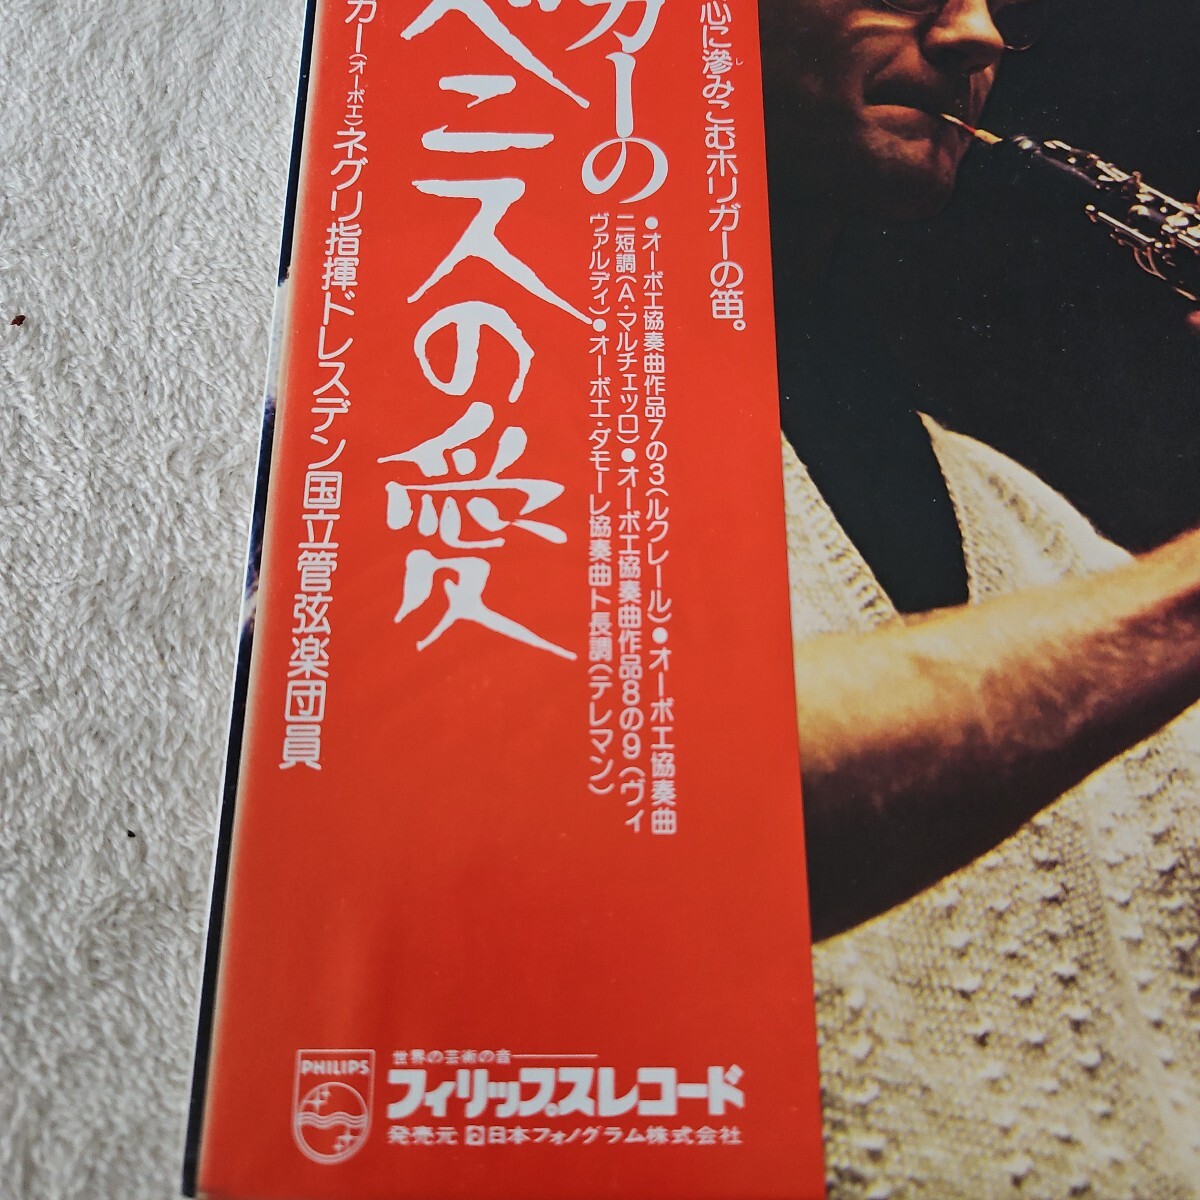 心に滲みこむホリガーの笛。
し
ガーの
ベニスの愛
●オーボエ協奏曲作品7の3(ルクレール)●オーボエ協奏曲
ニ短調(A・マルチェッロ)●オーボエ協奏曲作品8の9(ヴィ
ヴァルディ)●オーボエ・ダモーレ協奏曲ト長調(テレマン)
ガー(オーボエ)ネグリ指揮ドレスデン国立管弦楽団員
PHILIPS
世界の芸術の音
フィリップスレコード
発売元 日本フォノグラム株式会社